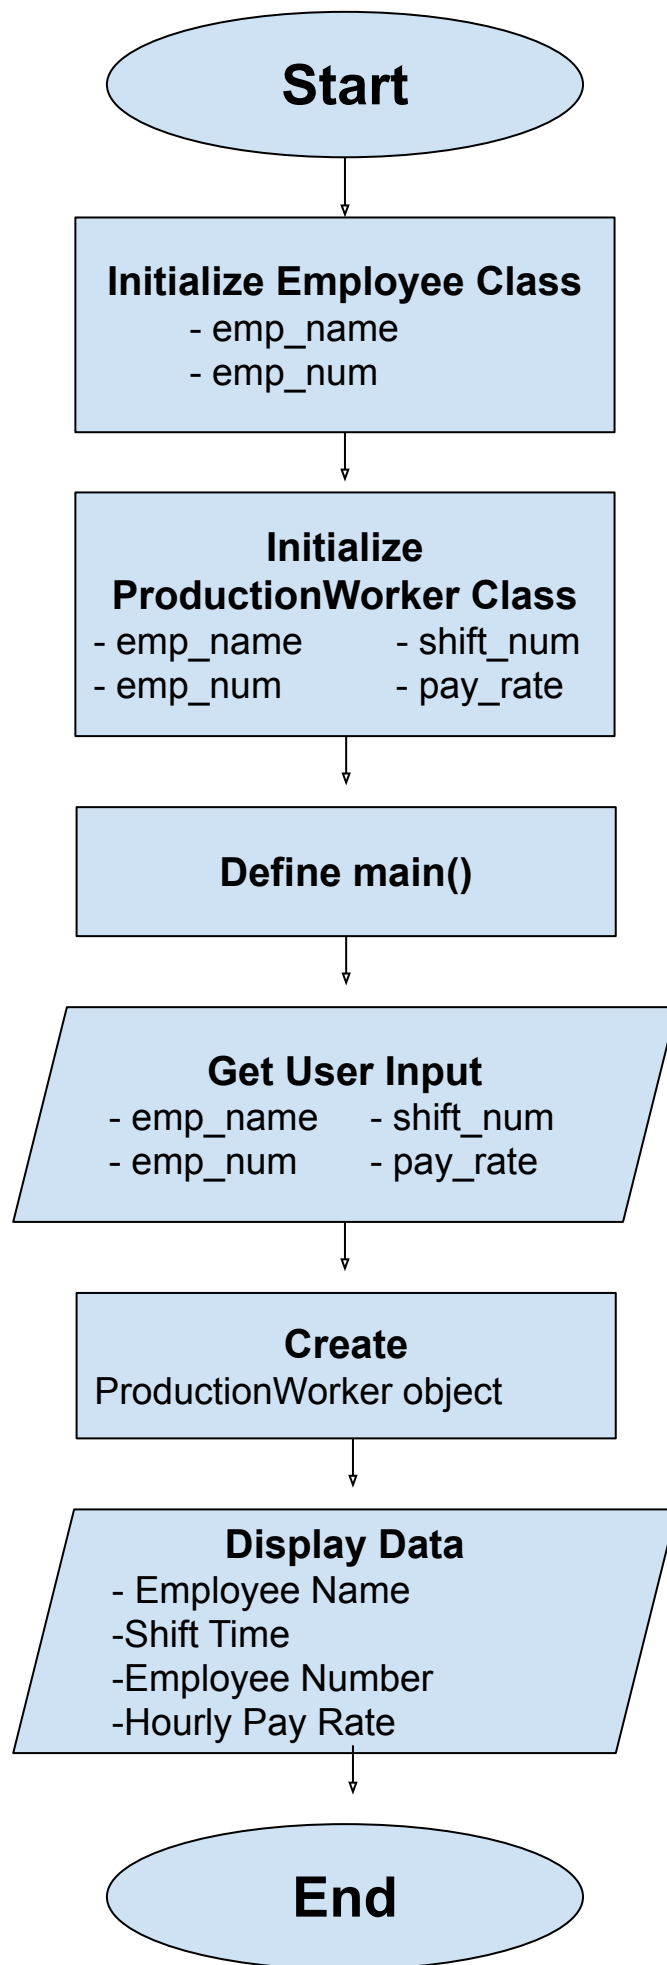 Start
Initialize Employee Class
- emp_name
- emp_num
Initialize
ProductionWorker Class
- emp_name - shift_num
- emp_num - pay_rate
Define main()
Get User Input
- emp_name - shift_num
- emp_num - pay_rate
Create
ProductionWorker object
Display Data
- Employee Name
-Shift Time
-Employee Number
-Hourly Pay Rate
End